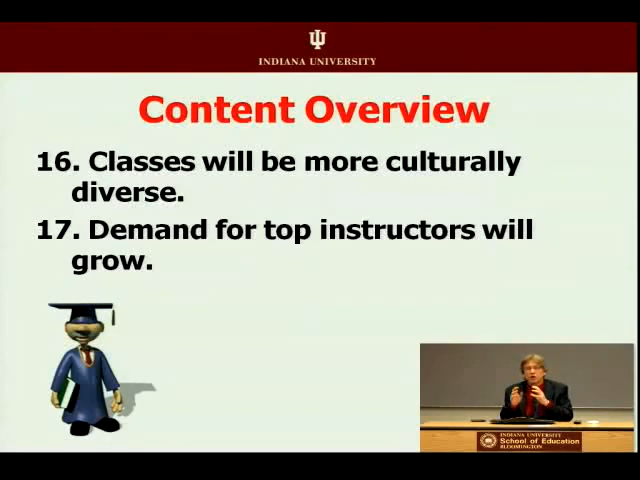 INDIANA UNIVERSITY
Content Overview
16. Classes will be more culturally
diverse.
17. Demand for top instructors will
grow.
INDIANA UNIVERSITY
School of Education
BLOOMINGTON